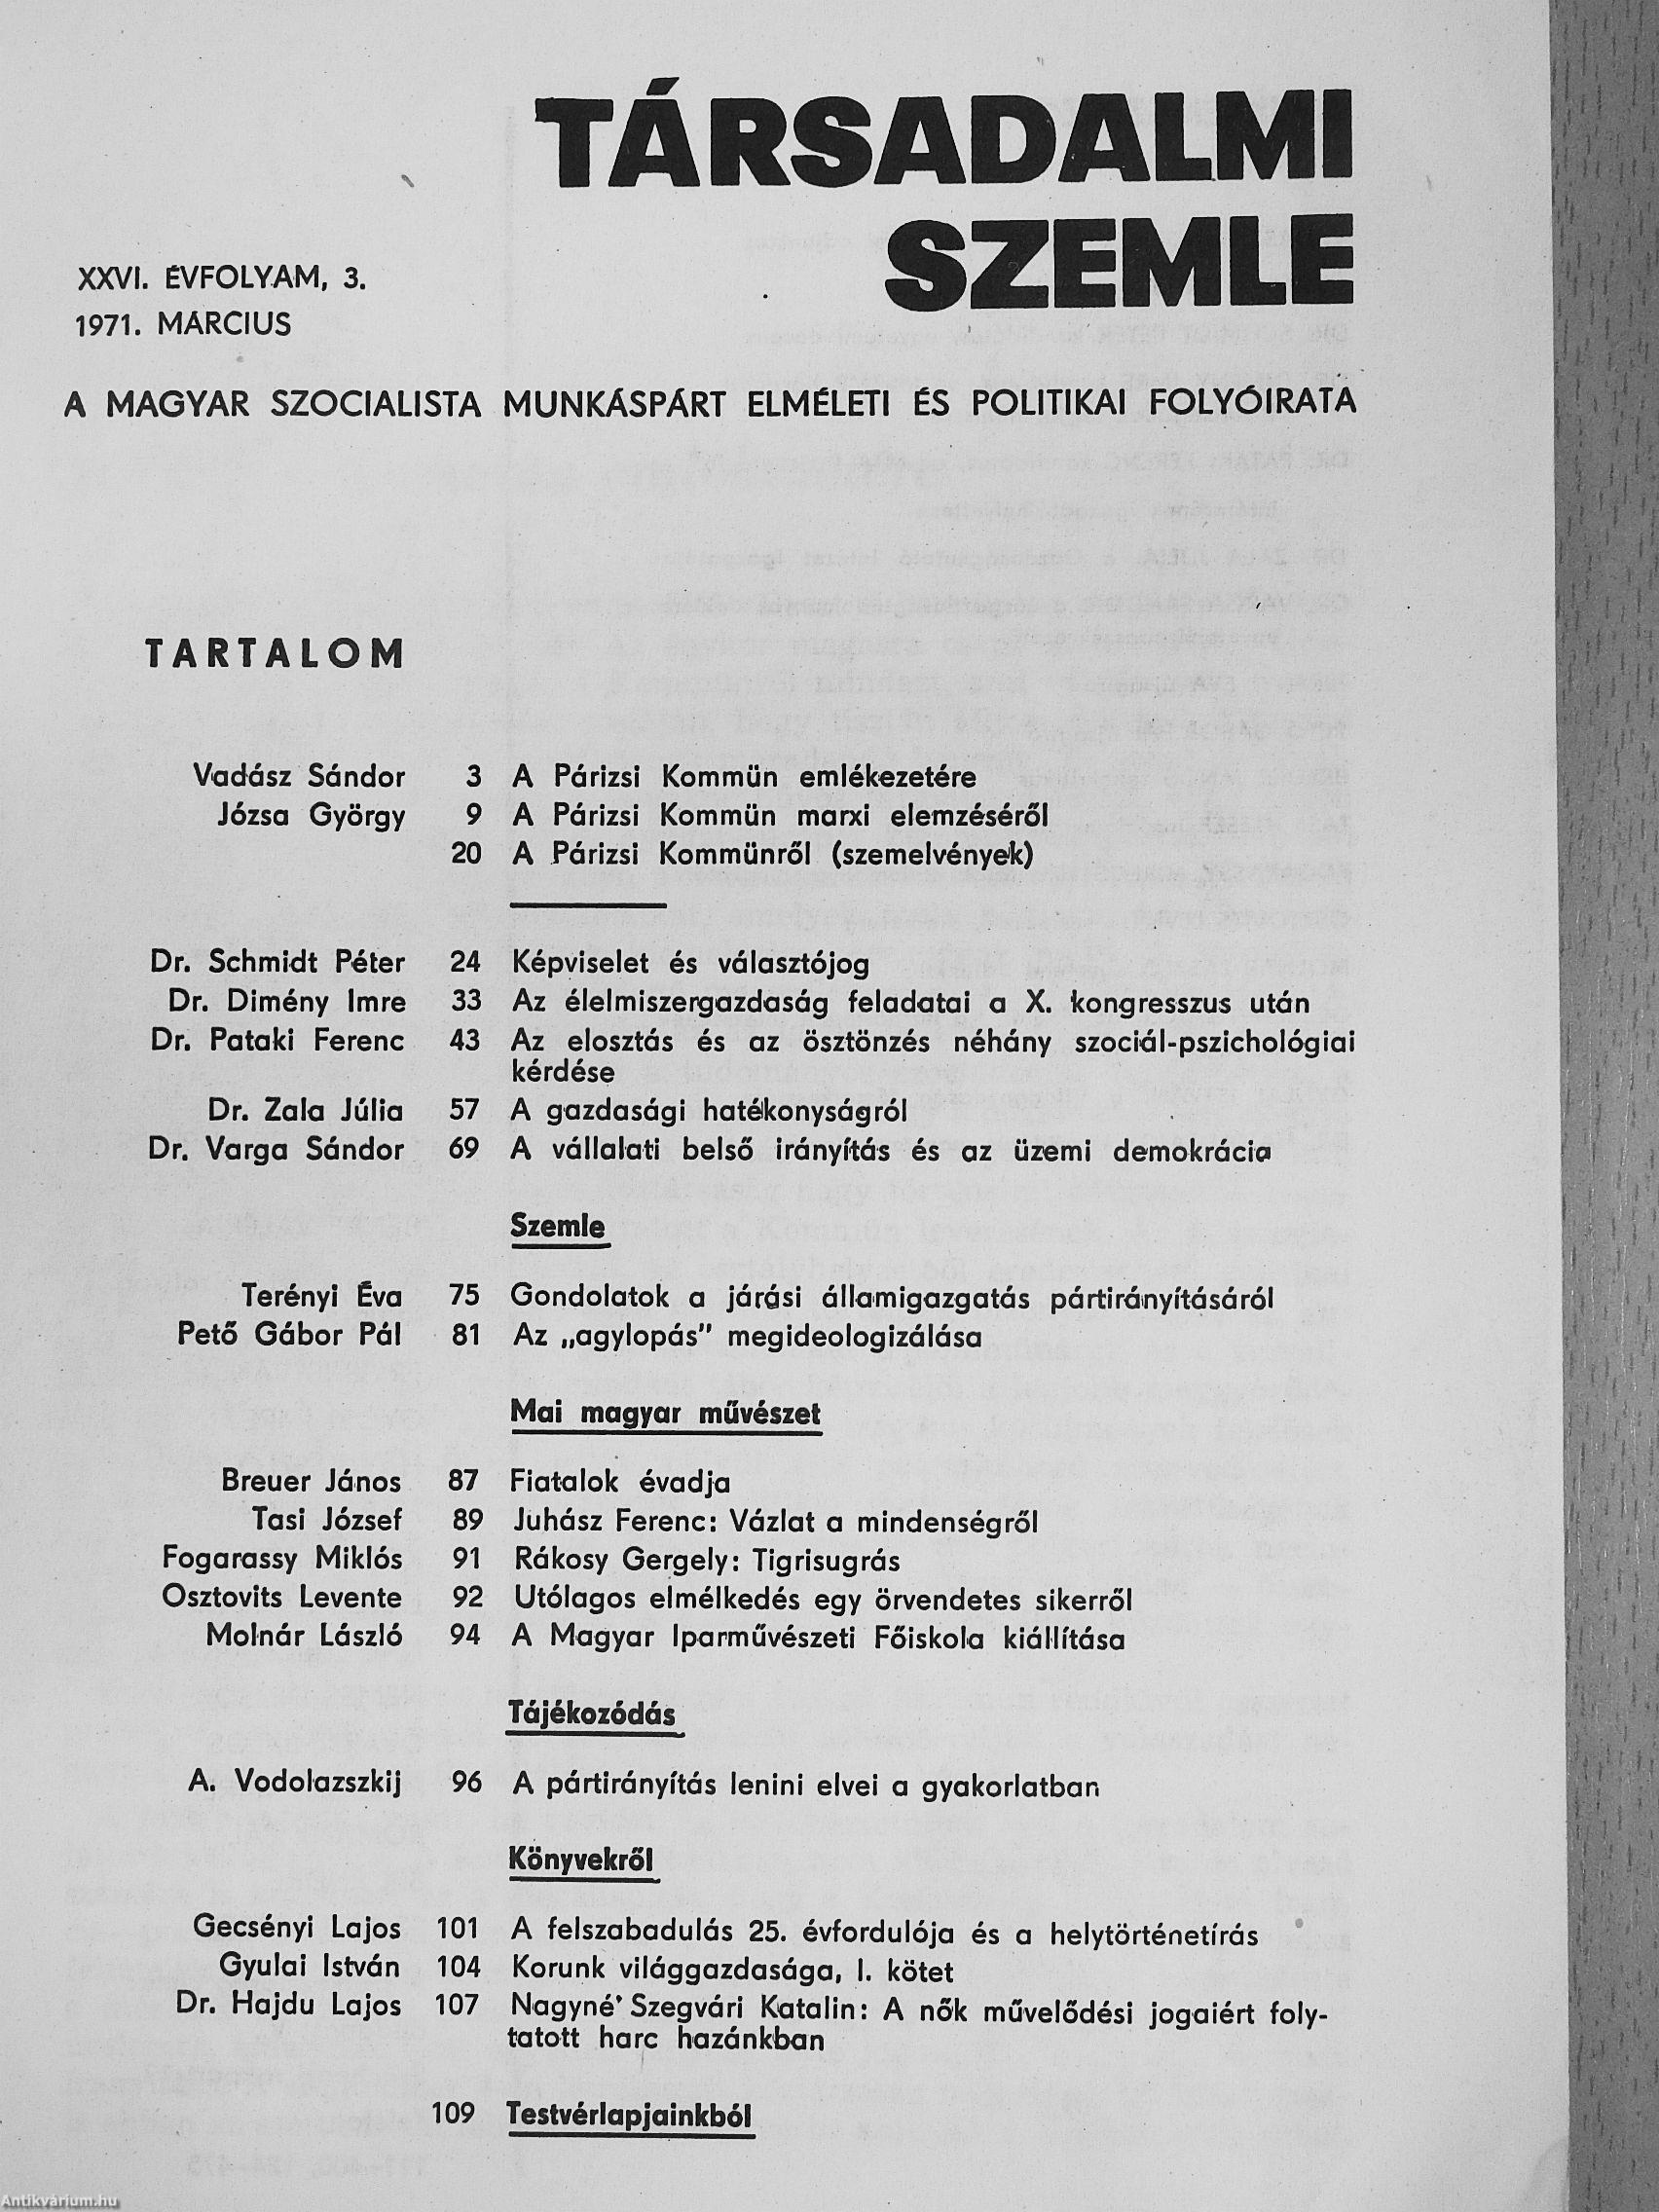 TÁRSADALMI
SZEMLE
XXVI. ÉVFOLYAM, 3.
1971. MÁRCIUS
A MAGYAR SZOCIALISTA MUNKÁSPÁRT ELMÉLETI ÉS POLITIKAI FOLYÓIRATA
TARTALOM
Vadász Sándor 3 A Párizsi Kommün emlékezetére
Józsa György 9 A Párizsi Kommün marxi elemzéséről
20 A Párizsi Kommünről (szemelvények)
Dr. Schmidt Péter 24 Képviselet és választójog
Dr. Dimény Imre 33 Az élelmiszergazdaság feladatai a X. kongresszus után
Dr. Pataki Ferenc 43 Az elosztás és az ösztönzés néhány szociál-pszichológiai
kérdése
Dr. Zala Júlia 57 A gazdasági hatékonyságról
Dr. Varga Sándor 69 A vállalati belső irányítás és az üzemi demokrácia
Szemle
Terényi Éva 75 Gondolatok a járási államigazgatás pártirányításáról
Pető Gábor Pál 81 Az „agylopás” megideologizálása
Mai magyar művészet
Breuer János 87 Fiatalok évadja
Tasi József 89 Juhász Ferenc: Vázlat a mindenségről
Fogarassy Miklós 91 Rákosy Gergely: Tigrisugrás
Osztovits Levente 92 Utólagos elmélkedés egy örvendetes sikerről
Molnár László 94 A Magyar Iparművészeti Főiskola kiállítása
Tájékozódás
A. Vodolazszkij 96 A pártirányítás lenini elvei a gyakorlatban
Könyvekről
Gecsényi Lajos 101 A felszabadulás 25. évfordulója és a helytörténetírás
Gyulai István 104 Korunk világgazdasága, I. kötet
Dr. Hajdu Lajos 107 Nagyné Szegvári Katalin: A nők művelődési jogaiért foly-
tatott harc hazánkban
109 Testvérlapjainkból
Antikvárium.hu